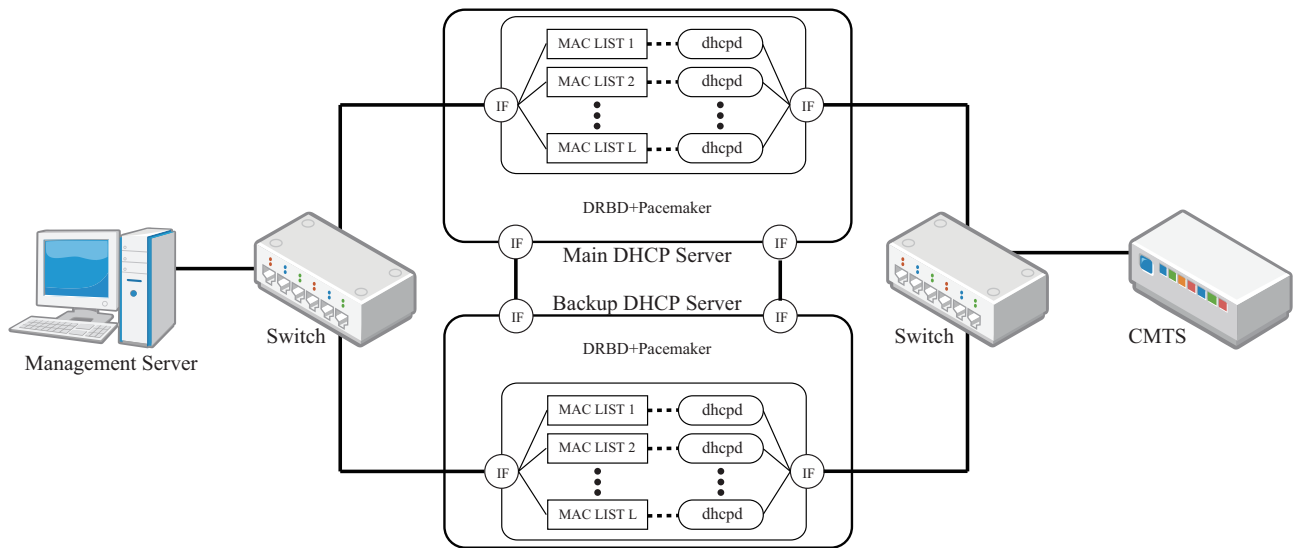 MAC LIST 1
dhcpd
MAC LIST 2
dhcpd
IF
IF
MAC LIST L
dhcpd
DRBD+Pacemaker
IF
IF
Main DHCP Server
Backup DHCP Server
IF
IF
Switch
Switch
CMTS
DRBD+Pacemaker
Management Server
MAC LIST 1
dhcpd
MAC LIST 2
dhcpd
IF
IF
MAC LIST L
dhcpd